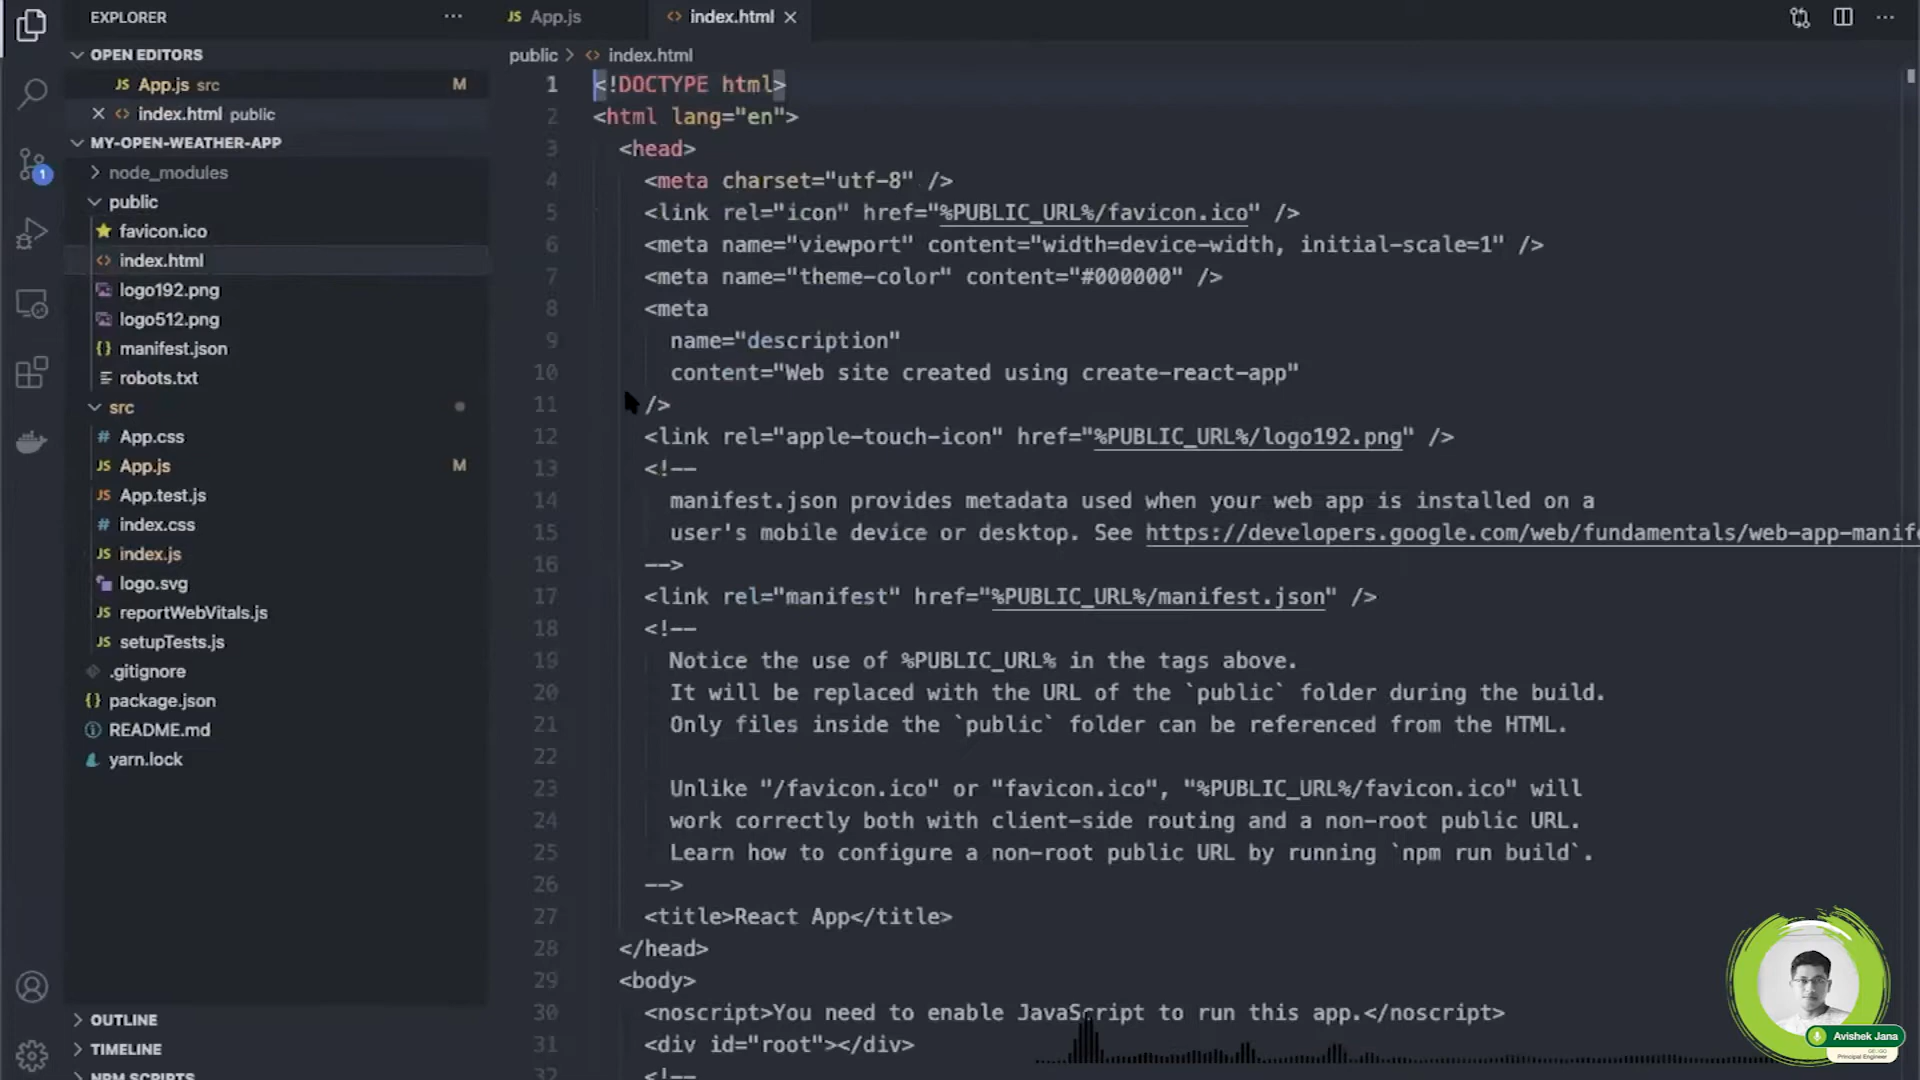 EXPLORER
OPEN EDITORS
JS App.js src M
<> index.html public
MY-OPEN-WEATHER-APP
node_modules
public
favicon.ico
<> index.html
logo192.png
logo512.png
{} manifest.json
robots.txt
src
# App.css
JS App.js M
JS App.test.js
# index.css
JS index.js
logo.svg
JS reportWebVitals.js
JS setupTests.js
.gitignore
{} package.json
README.md
yarn.lock
OUTLINE
TIMELINE
NPM SCRIPTS
1
JS App.js
<> index.html
public > <> index.html
1 <!DOCTYPE html>
2 <html lang="en">
3 <head>
4 <meta charset="utf-8" />
5 <link rel="icon" href="%PUBLIC_URL%/favicon.ico" />
6 <meta name="viewport" content="width=device-width, initial-scale=1" />
7 <meta name="theme-color" content="#000000" />
8 <meta
9 name="description"
10 content="Web site created using create-react-app"
11 />
12 <link rel="apple-touch-icon" href="%PUBLIC_URL%/logo192.png" />
13 <!--
14 manifest.json provides metadata used when your web app is installed on a
15 user's mobile device or desktop. See https://developers.google.com/web/fundamentals/web-app-manife
16 -->
17 <link rel="manifest" href="%PUBLIC_URL%/manifest.json" />
18 <!--
19 Notice the use of %PUBLIC_URL% in the tags above.
20 It will be replaced with the URL of the `public` folder during the build.
21 Only files inside the `public` folder can be referenced from the HTML.
22
23 Unlike "/favicon.ico" or "favicon.ico", "%PUBLIC_URL%/favicon.ico" will
24 work correctly both with client-side routing and a non-root public URL.
25 Learn how to configure a non-root public URL by running `npm run build`.
26 -->
27 <title>React App</title>
28 </head>
29 <body>
30 <noscript>You need to enable JavaScript to run this app.</noscript>
31 <div id="root"></div>
32 <!--
Avishek Jana
Principal Engineer